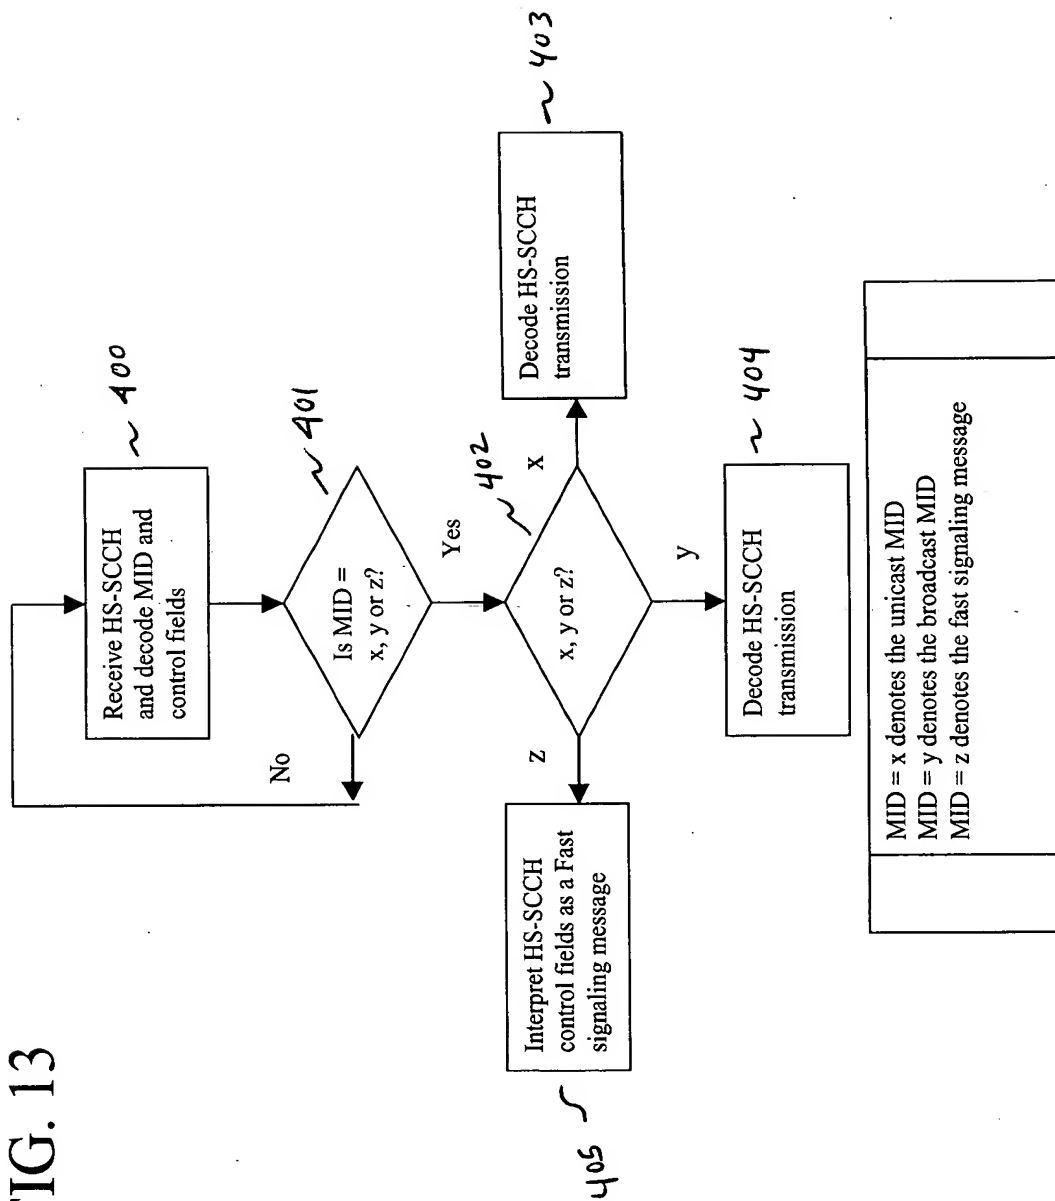 FIG. 13
Receive HS-SCCH
and decode MID and
control fields
400
No
Is MID =
x, y or z?
401
Yes
402
x, y or z?
z
x
y
Interpret HS-SCCH
control fields as a Fast
signaling message
405
Decode HS-SCCH
transmission
403
Decode HS-SCCH
transmission
404
MID = x denotes the unicast MID
MID = y denotes the broadcast MID
MID = z denotes the fast signaling message